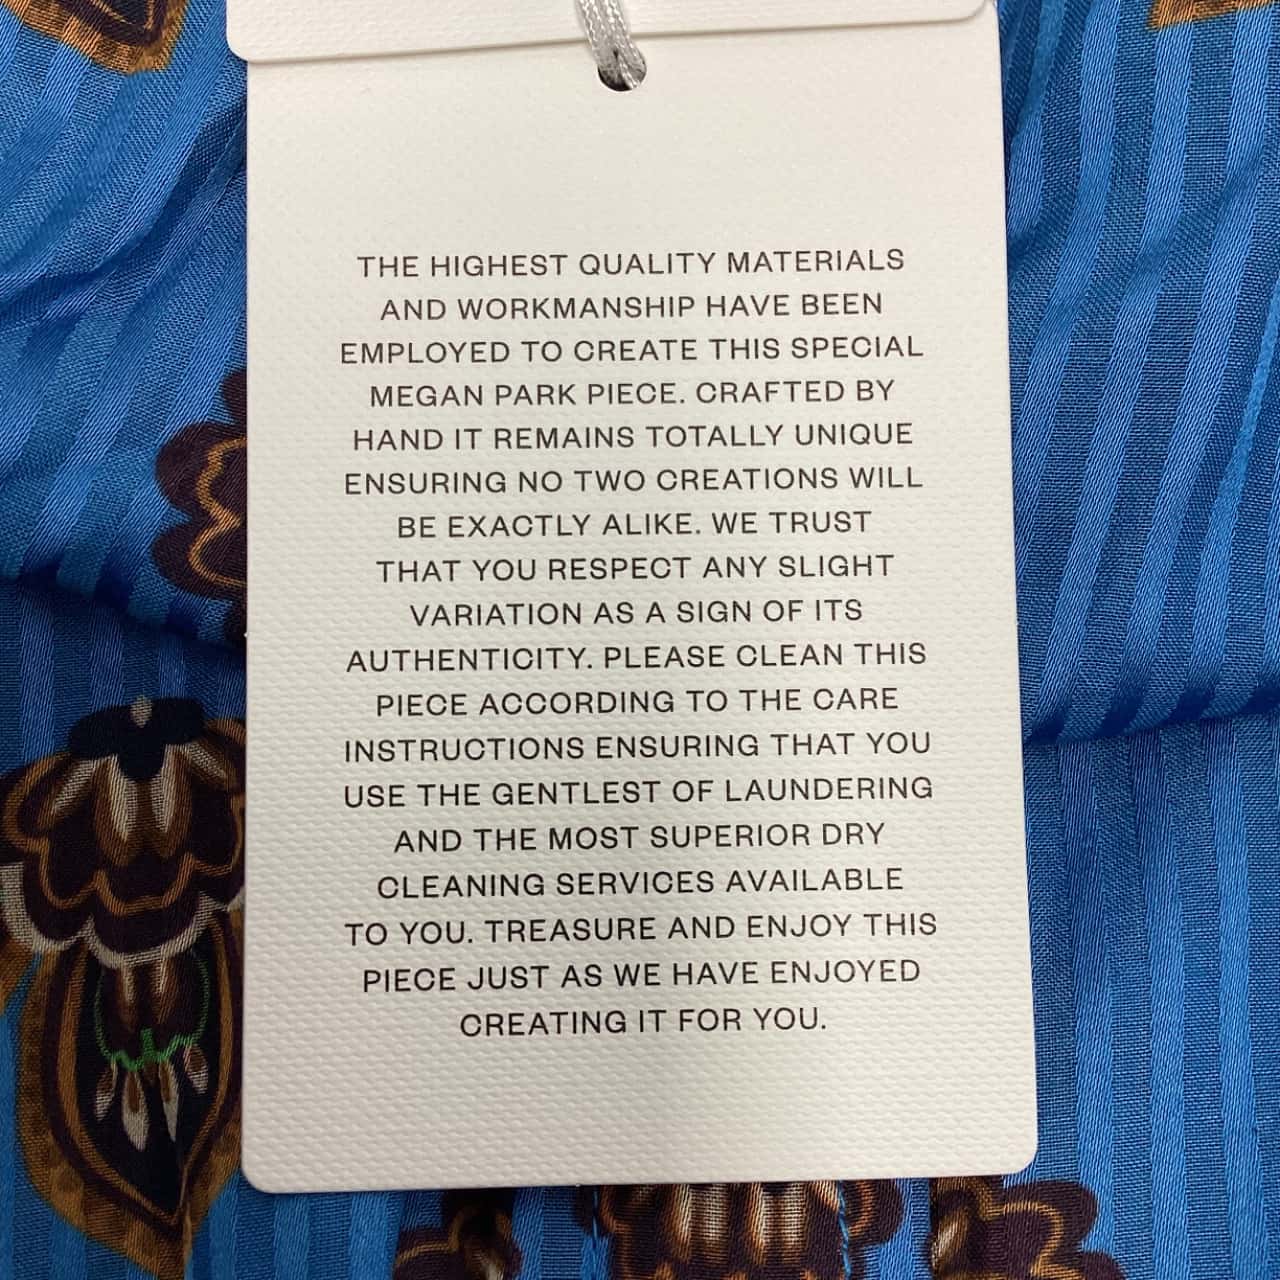 THE HIGHEST QUALITY MATERIALS
AND WORKMANSHIP HAVE BEEN
EMPLOYED TO CREATE THIS SPECIAL
MEGAN PARK PIECE. CRAFTED BY
HAND IT REMAINS TOTALLY UNIQUE
ENSURING NO TWO CREATIONS WILL
BE EXACTLY ALIKE. WE TRUST
THAT YOU RESPECT ANY SLIGHT
VARIATION AS A SIGN OF ITS
AUTHENTICITY. PLEASE CLEAN THIS
PIECE ACCORDING TO THE CARE
INSTRUCTIONS ENSURING THAT YOU
USE THE GENTLEST OF LAUNDERING
AND THE MOST SUPERIOR DRY
CLEANING SERVICES AVAILABLE
TO YOU. TREASURE AND ENJOY THIS
PIECE JUST AS WE HAVE ENJOYED
CREATING IT FOR YOU.